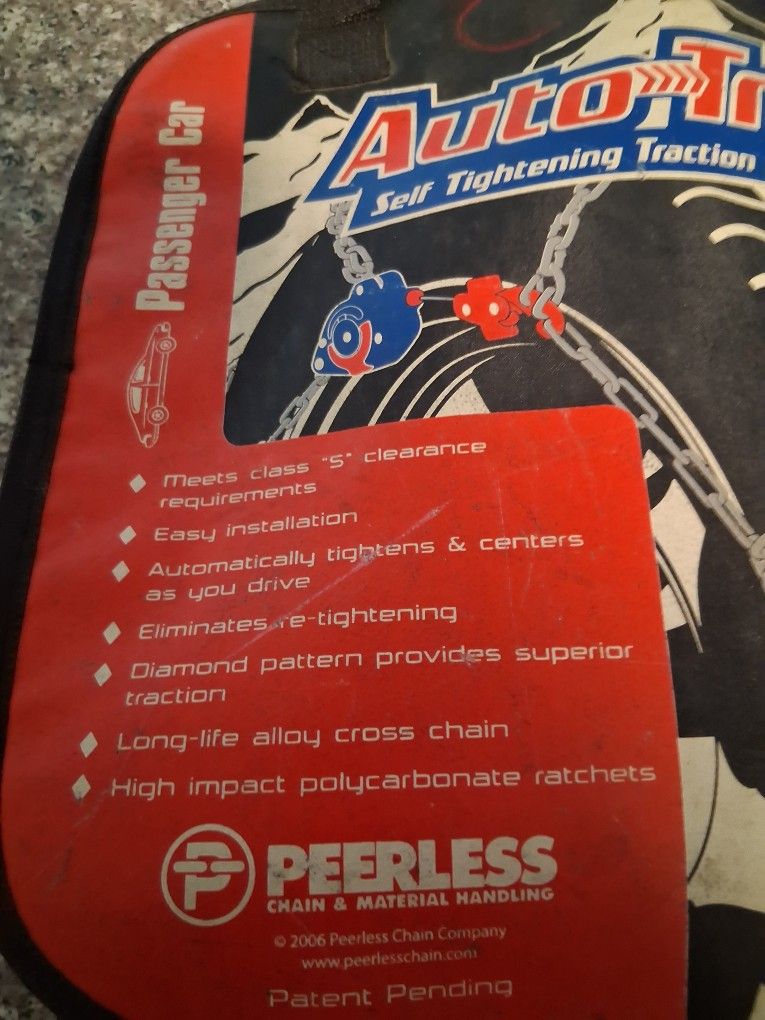 Auto Tr
Self Tightening Traction
Passenger Car
Meets class "S" clearance
requirements
Easy installation
Automatically tightens & centers
as you drive
Eliminates re-tightening
Diamond pattern provides superior
traction
Long-life alloy cross chain
High impact polycarbonate ratchets
PEERLESS
CHAIN & MATERIAL HANDLING
© 2006 Peerless Chain Company
www.peerlesschain.com
Patent Pending